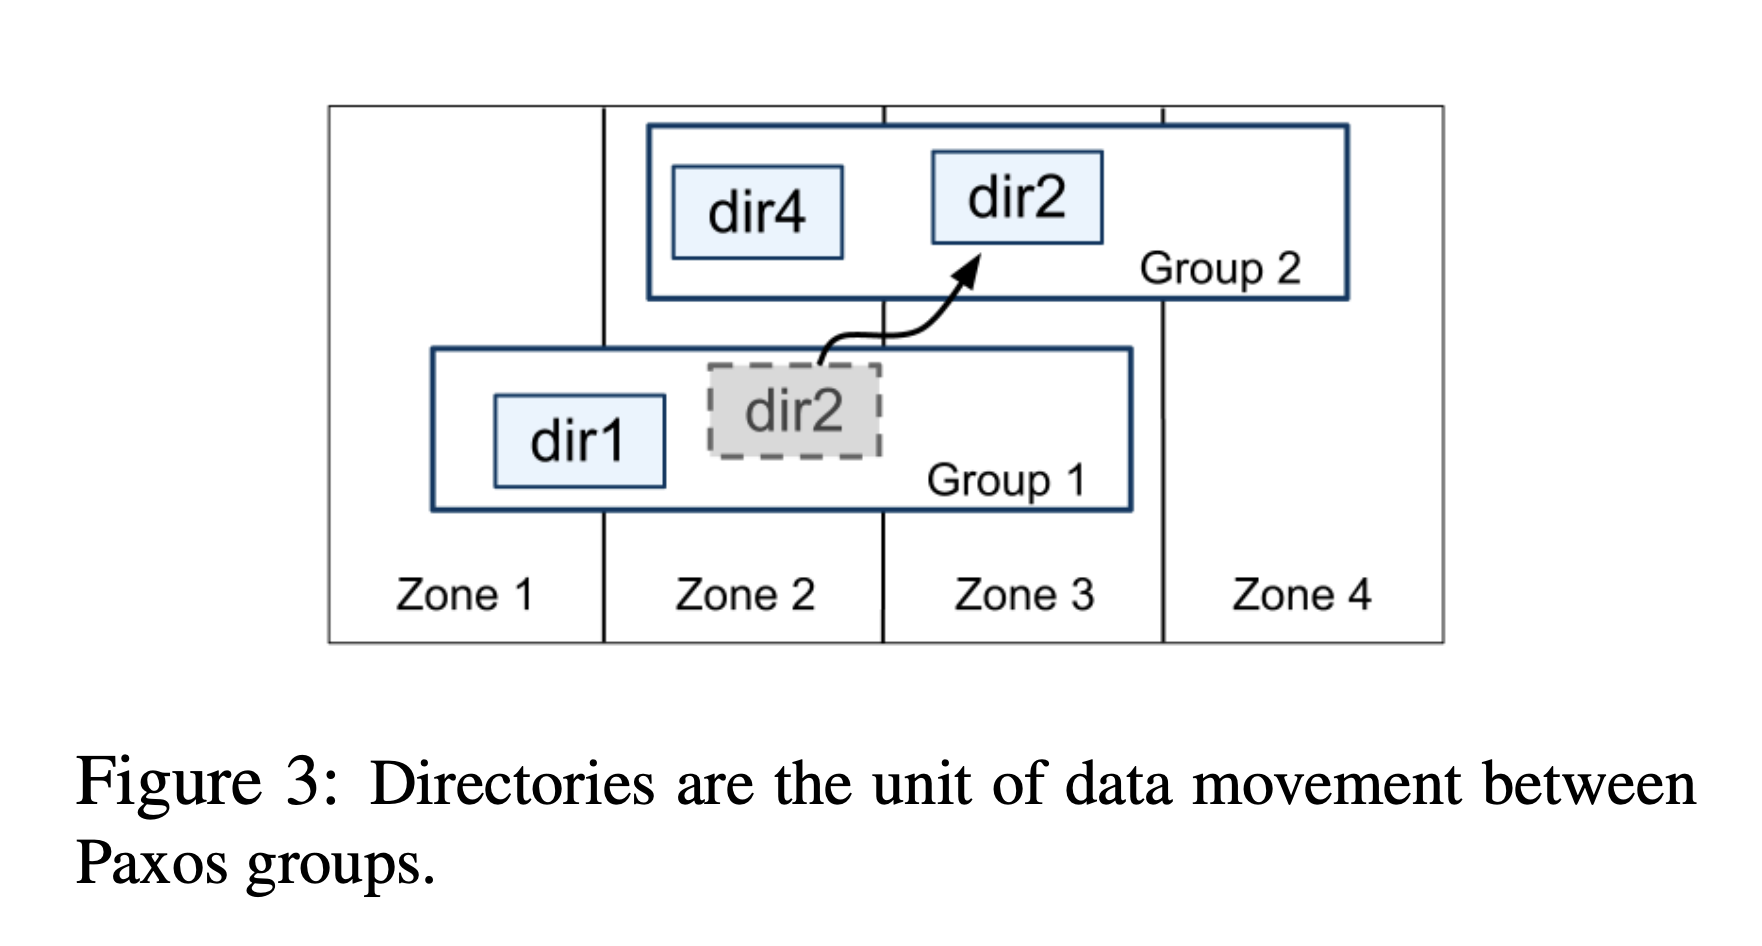 dir4
dir2
Group 2
dir2
dir1
Group 1
Zone 1
Zone 2
Zone 3
Zone 4
Figure 3: Directories are the unit of data movement between
Paxos groups.